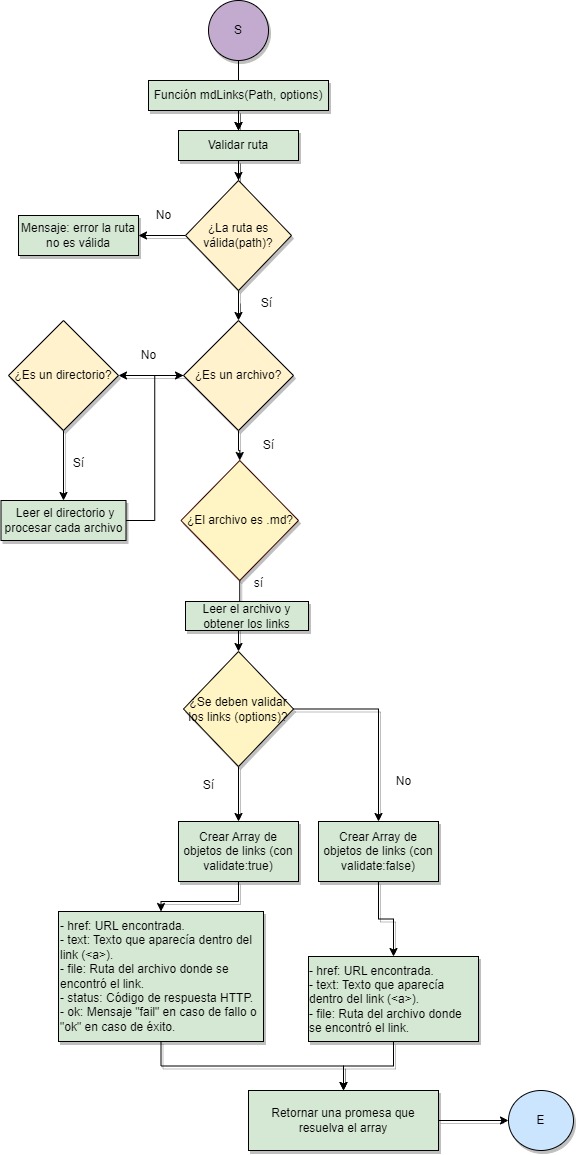 S
Función mdLinks(Path, options)
Validar ruta
¿La ruta es
válida(path)?
No
Mensaje: error la ruta
no es válida
Sí
¿Es un archivo?
No
¿Es un directorio?
Sí
Leer el directorio y
procesar cada archivo
Sí
¿El archivo es .md?
sí
Leer el archivo y
obtener los links
¿Se deben validar
los links (options)?
Sí
No
Crear Array de
objetos de links (con
validate:true)
Crear Array de
objetos de links (con
validate:false)
- href: URL encontrada.
- text: Texto que aparecía dentro del
link (<a>).
- file: Ruta del archivo donde se
encontró el link.
- status: Código de respuesta HTTP.
- ok: Mensaje "fail" en caso de fallo o
"ok" en caso de éxito.
- href: URL encontrada.
- text: Texto que aparecía
dentro del link (<a>).
- file: Ruta del archivo donde
se encontró el link.
Retornar una promesa que
resuelva el array
E